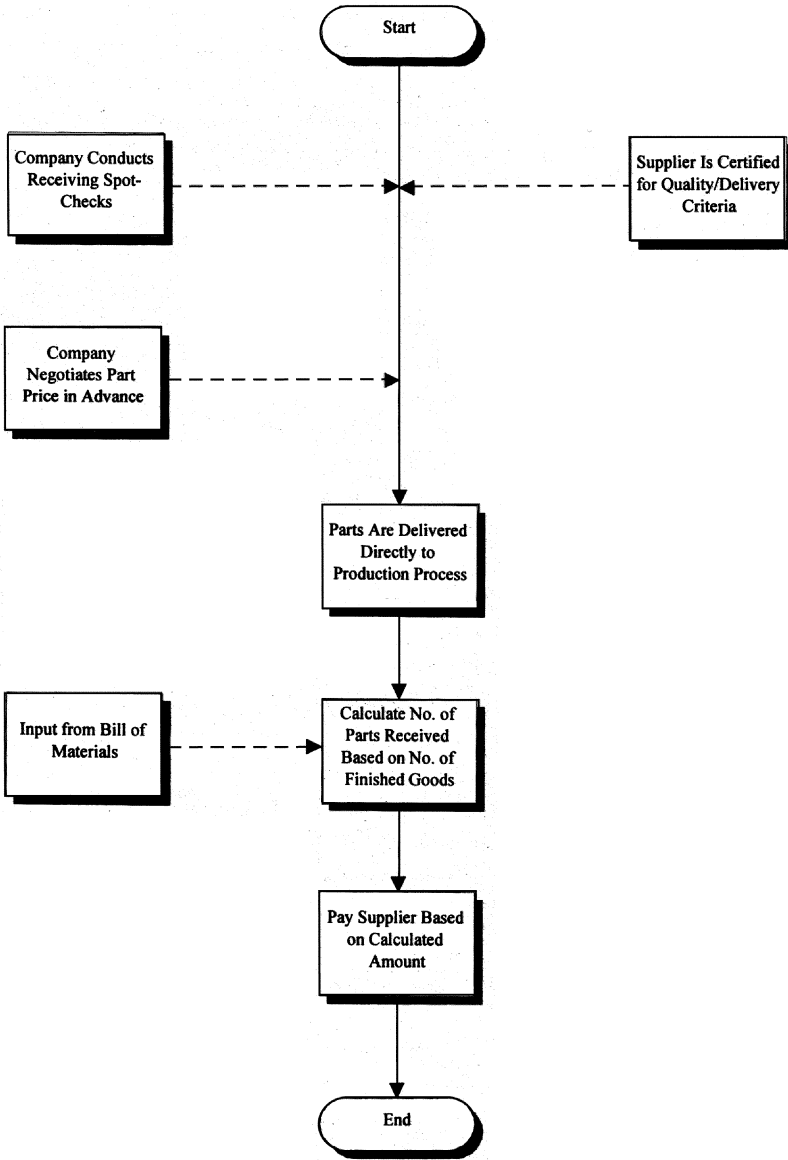 Start
Company Conducts
Receiving Spot-
Checks
Supplier Is Certified
for Quality/Delivery
Criteria
Company
Negotiates Part
Price in Advance
Parts Are Delivered
Directly to
Production Process
Input from Bill of
Materials
Calculate No. of
Parts Received
Based on No. of
Finished Goods
Pay Supplier Based
on Calculated
Amount
End